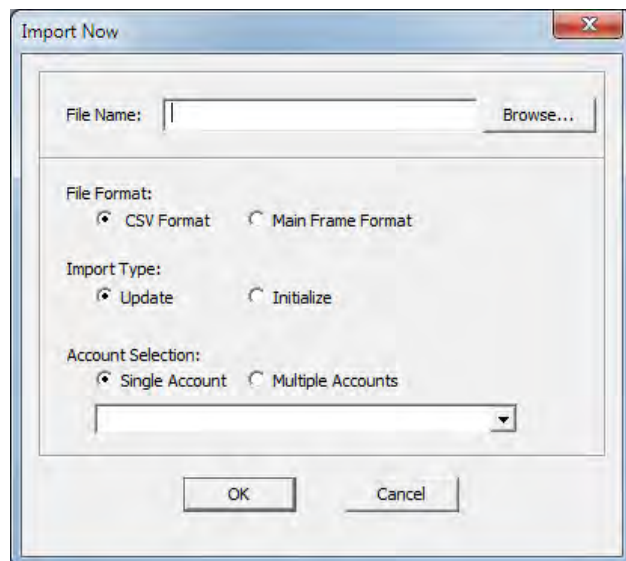 Import Now
File Name: Browse...
File Format:
CSV Format Main Frame Format
Import Type:
Update Initialize
Account Selection:
Single Account Multiple Accounts
OK Cancel